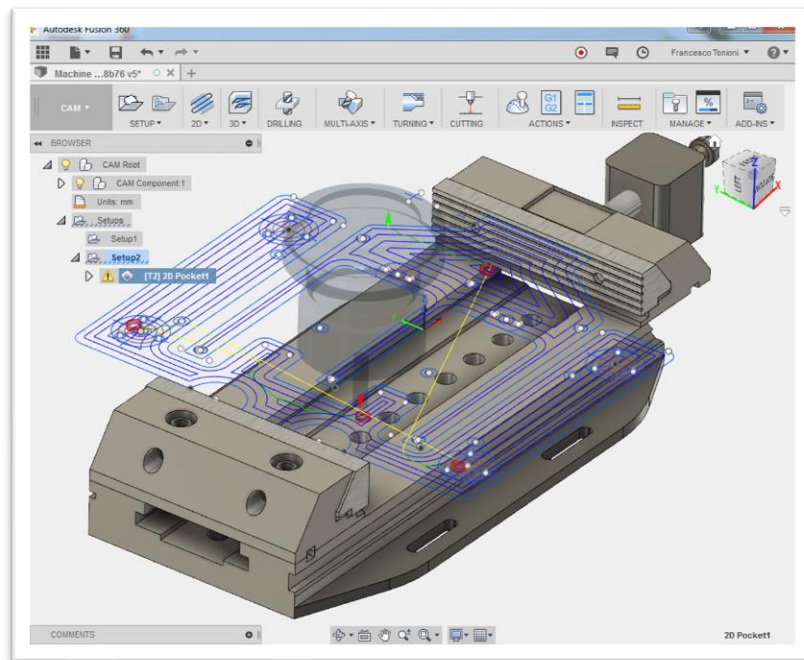 Autodesk Fusion 360
Francesco Tonioni
Machine ...8b76 v5*
CAM
SETUP
2D
3D
DRILLING
MULTI-AXIS
TURNING
CUTTING
G1
G2
ACTIONS
INSPECT
MANAGE
ADD-INS
BROWSER
CAM Root
CAM Component:1
Units: mm
Setups
Setup1
Setup2
[T2] 2D Pocket1
Z
Y
X
LEFT
COMMENTS
2D Pocket1